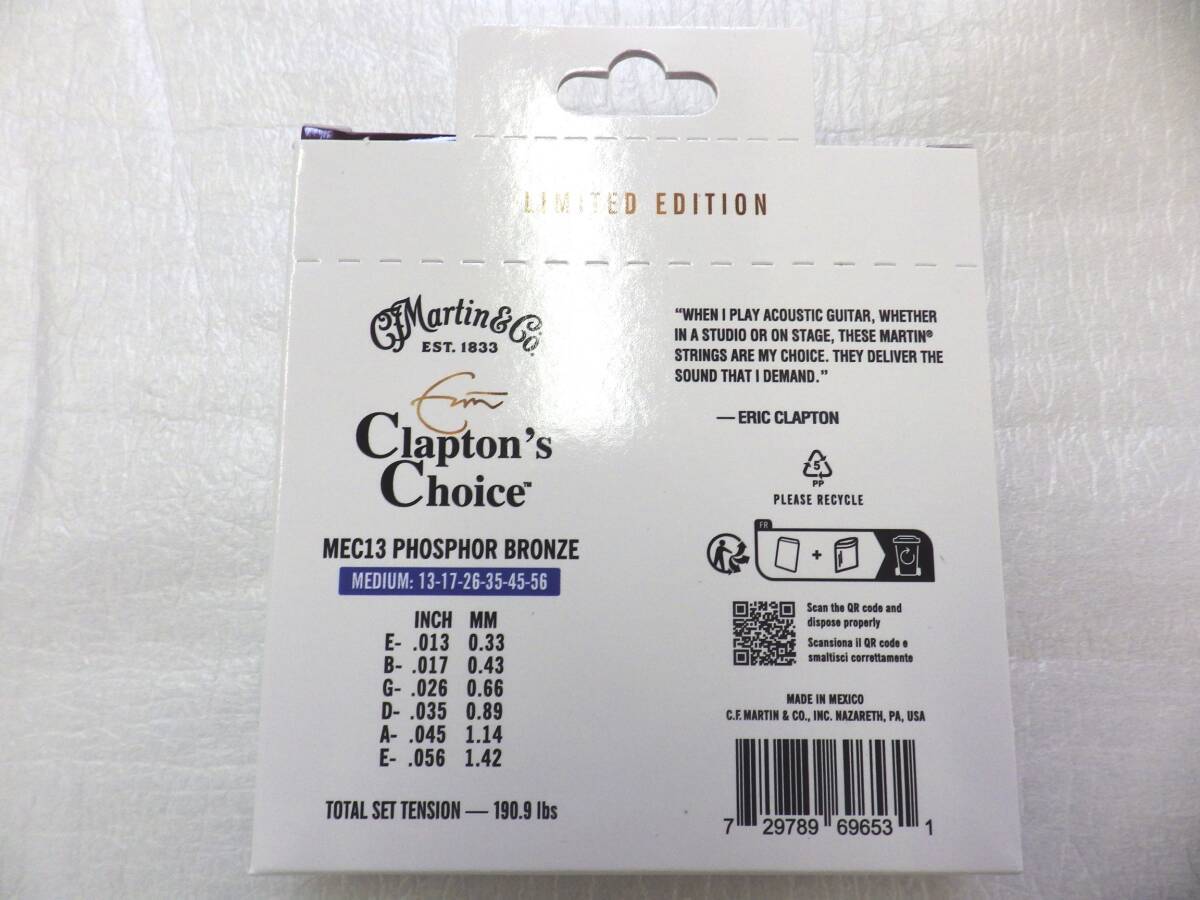 LIMITED EDITION
C.F. Martin & Co.
EST. 1833
Clapton's
Choice™
MEC13 PHOSPHOR BRONZE
MEDIUM: 13-17-26-35-45-56
INCH MM
E- .013 0.33
B- .017 0.43
G- .026 0.66
D- .035 0.89
A- .045 1.14
E- .056 1.42
TOTAL SET TENSION — 190.9 lbs
“WHEN I PLAY ACOUSTIC GUITAR, WHETHER
IN A STUDIO OR ON STAGE, THESE MARTIN®
STRINGS ARE MY CHOICE. THEY DELIVER THE
SOUND THAT I DEMAND.”
— ERIC CLAPTON
5
PP
PLEASE RECYCLE
FR
+
Scan the QR code and
dispose properly
Scansiona il QR code e
smaltisci correttamente
MADE IN MEXICO
C.F. MARTIN & CO., INC. NAZARETH, PA, USA
7 29789 69653 1